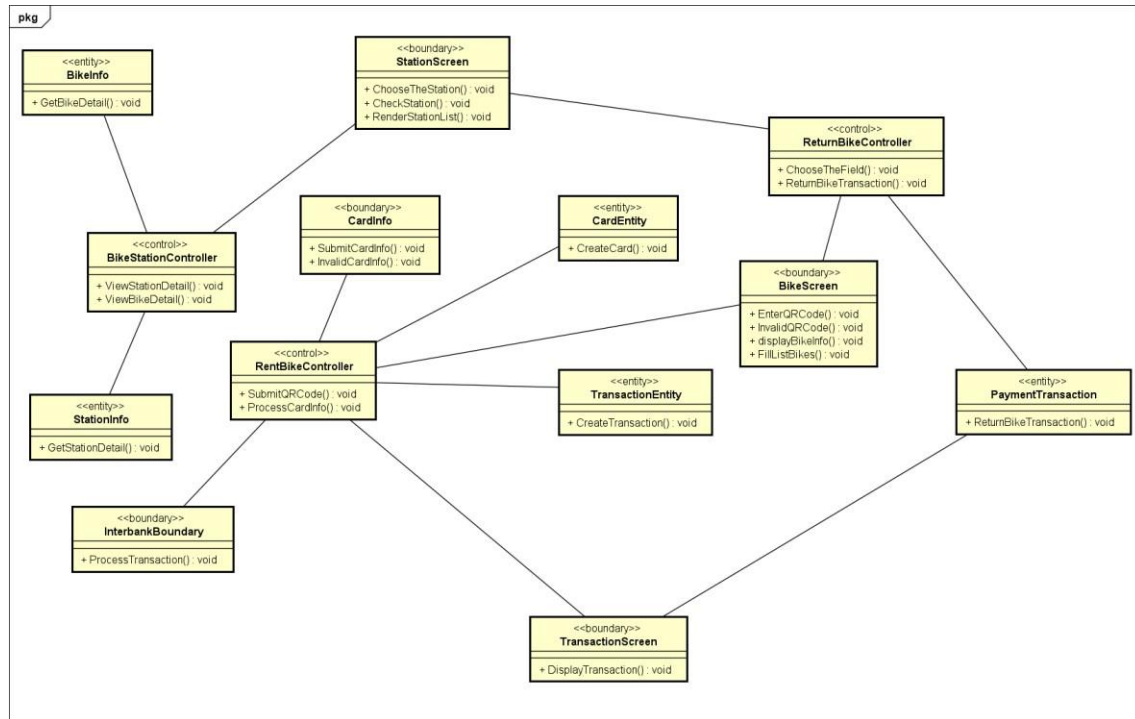 pkg
<<entity>>
BikeInfo
+ GetBikeDetail() : void
<<boundary>>
StationScreen
+ ChooseTheStation() : void
+ CheckStation() : void
+ RenderStationList() : void
<<control>>
ReturnBikeController
+ ChooseTheField() : void
+ ReturnBikeTransaction() : void
<<boundary>>
CardInfo
+ SubmitCardInfo() : void
+ InvalidCardInfo() : void
<<entity>>
CardEntity
+ CreateCard() : void
<<control>>
BikeStationController
+ ViewStationDetail() : void
+ ViewBikeDetail() : void
<<boundary>>
BikeScreen
+ EnterQRCode() : void
+ InvalidQRCode() : void
+ displayBikeInfo() : void
+ FillListBikes() : void
<<control>>
RentBikeController
+ SubmitQRCode() : void
+ ProcessCardInfo() : void
<<entity>>
TransactionEntity
+ CreateTransaction() : void
<<entity>>
PaymentTransaction
+ ReturnBikeTransaction() : void
<<entity>>
StationInfo
+ GetStationDetail() : void
<<boundary>>
InterbankBoundary
+ ProcessTransaction() : void
<<boundary>>
TransactionScreen
+ DisplayTransaction() : void